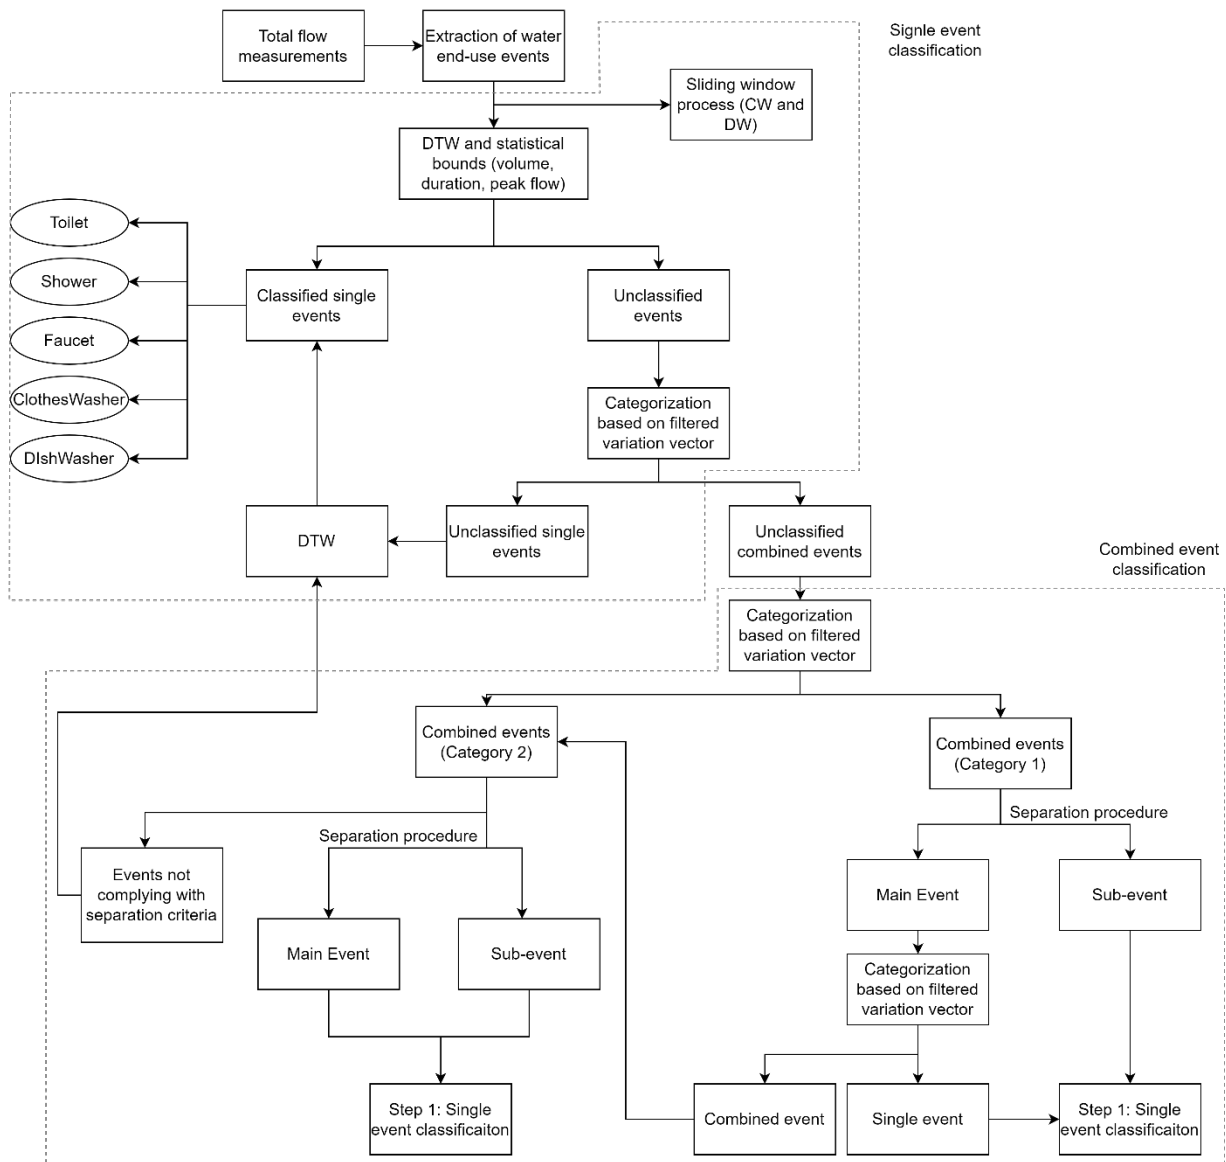 Total flow
measurements
Extraction of water
end-use events
Signle event
classification
Sliding window
process (CW and
DW)
DTW and statistical
bounds (volume,
duration, peak flow)
Toilet
Shower
Faucet
ClothesWasher
DIshWasher
Classified single
events
Unclassified
events
Categorization
based on filtered
variation vector
DTW
Unclassified single
events
Unclassified
combined events
Combined event
classification
Categorization
based on filtered
variation vector
Combined events
(Category 2)
Combined events
(Category 1)
Separation procedure
Separation procedure
Events not
complying with
separation criteria
Main Event
Sub-event
Main Event
Sub-event
Categorization
based on filtered
variation vector
Step 1: Single
event classificaiton
Combined event
Single event
Step 1: Single
event classificaiton